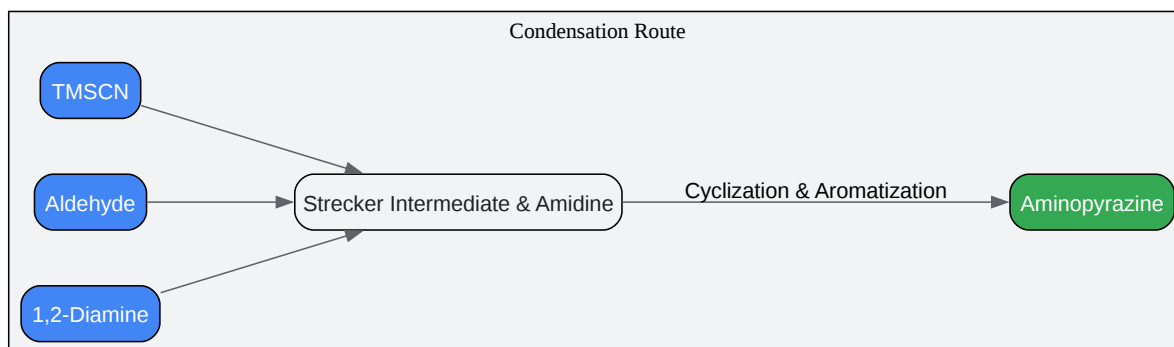 Condensation Route
TMSCN
Aldehyde
1,2-Diamine
Strecker Intermediate & Amidine
Cyclization & Aromatization
Aminopyrazine